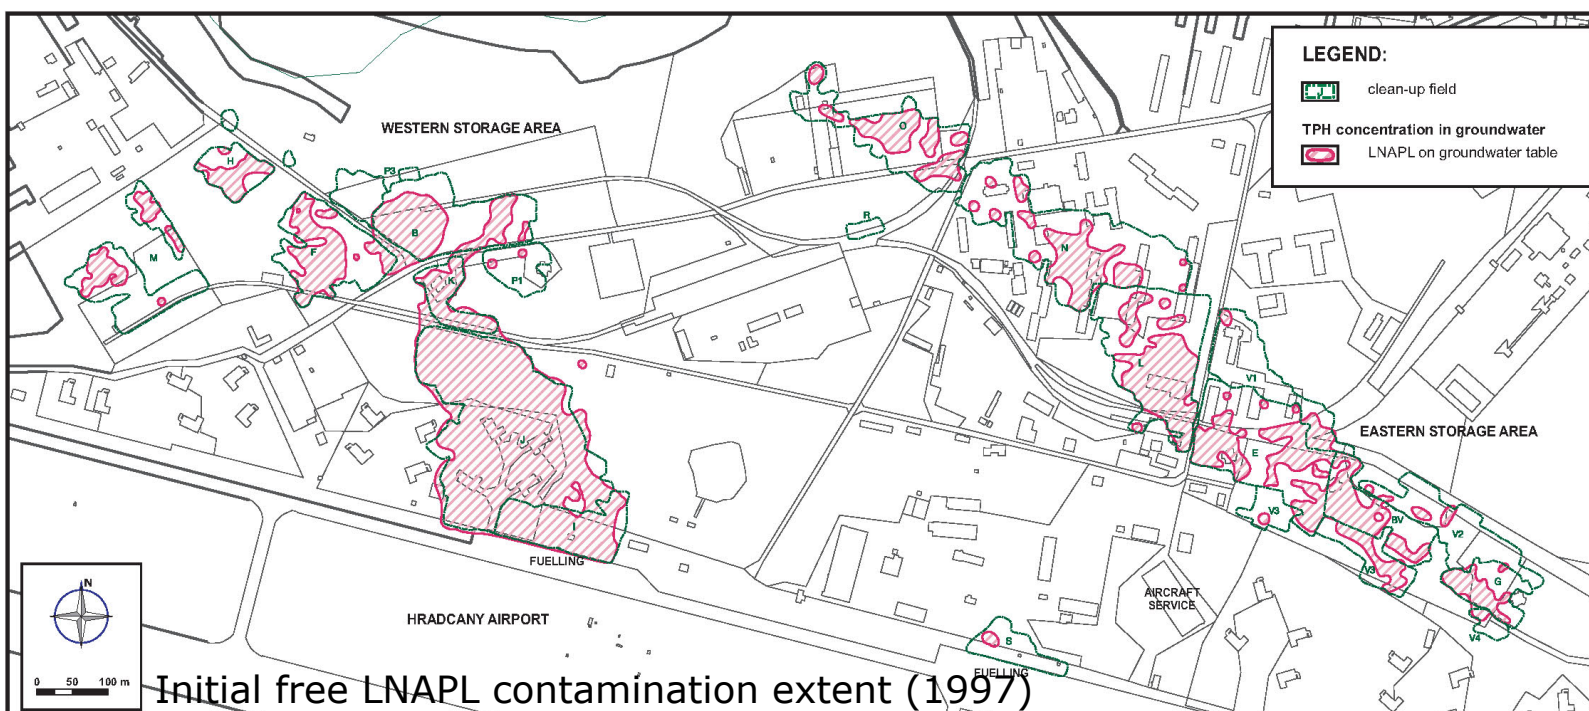 LEGEND:
clean-up field
TPH concentration in groundwater
LNAPL on groundwater table
WESTERN STORAGE AREA
O
H
P3
R
B
M
F
N
K
P1
L
V1
EASTERN STORAGE AREA
J
E
I
V3
BV
V2
FUELLING
V3
G
AIRCRAFT
SERVICE
HRADCANY AIRPORT
S
V4
FUELLING
N
0 50 100 m
Initial free LNAPL contamination extent (1997)